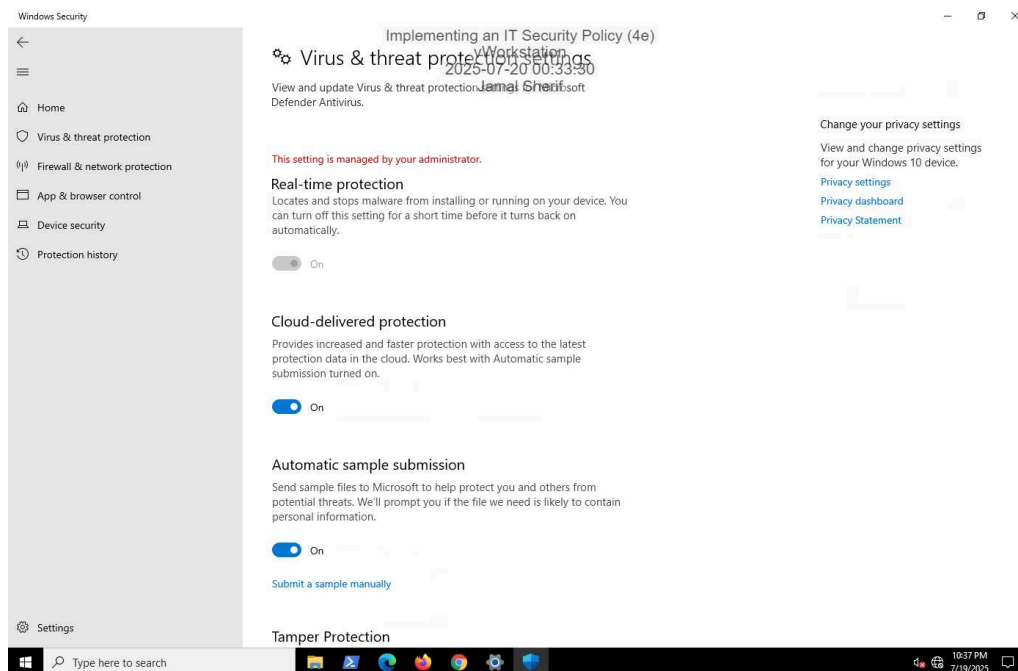 Windows Security
Implementing an IT Security Policy (4e)
vWorkstation
2025-07-20 00:33:30
Jamal Sherif
Virus & threat protection settings
View and update Virus & threat protection settings for Microsoft
Defender Antivirus.
Home
Virus & threat protection
Firewall & network protection
App & browser control
Device security
Protection history
Settings
This setting is managed by your administrator.
Real-time protection
Locates and stops malware from installing or running on your device. You
can turn off this setting for a short time before it turns back on
automatically.
On
Cloud-delivered protection
Provides increased and faster protection with access to the latest
protection data in the cloud. Works best with Automatic sample
submission turned on.
On
Automatic sample submission
Send sample files to Microsoft to help protect you and others from
potential threats. We'll prompt you if the file we need is likely to contain
personal information.
On
Submit a sample manually
Tamper Protection
Change your privacy settings
View and change privacy settings
for your Windows 10 device.
Privacy settings
Privacy dashboard
Privacy Statement
Type here to search
10:37 PM
7/19/2025